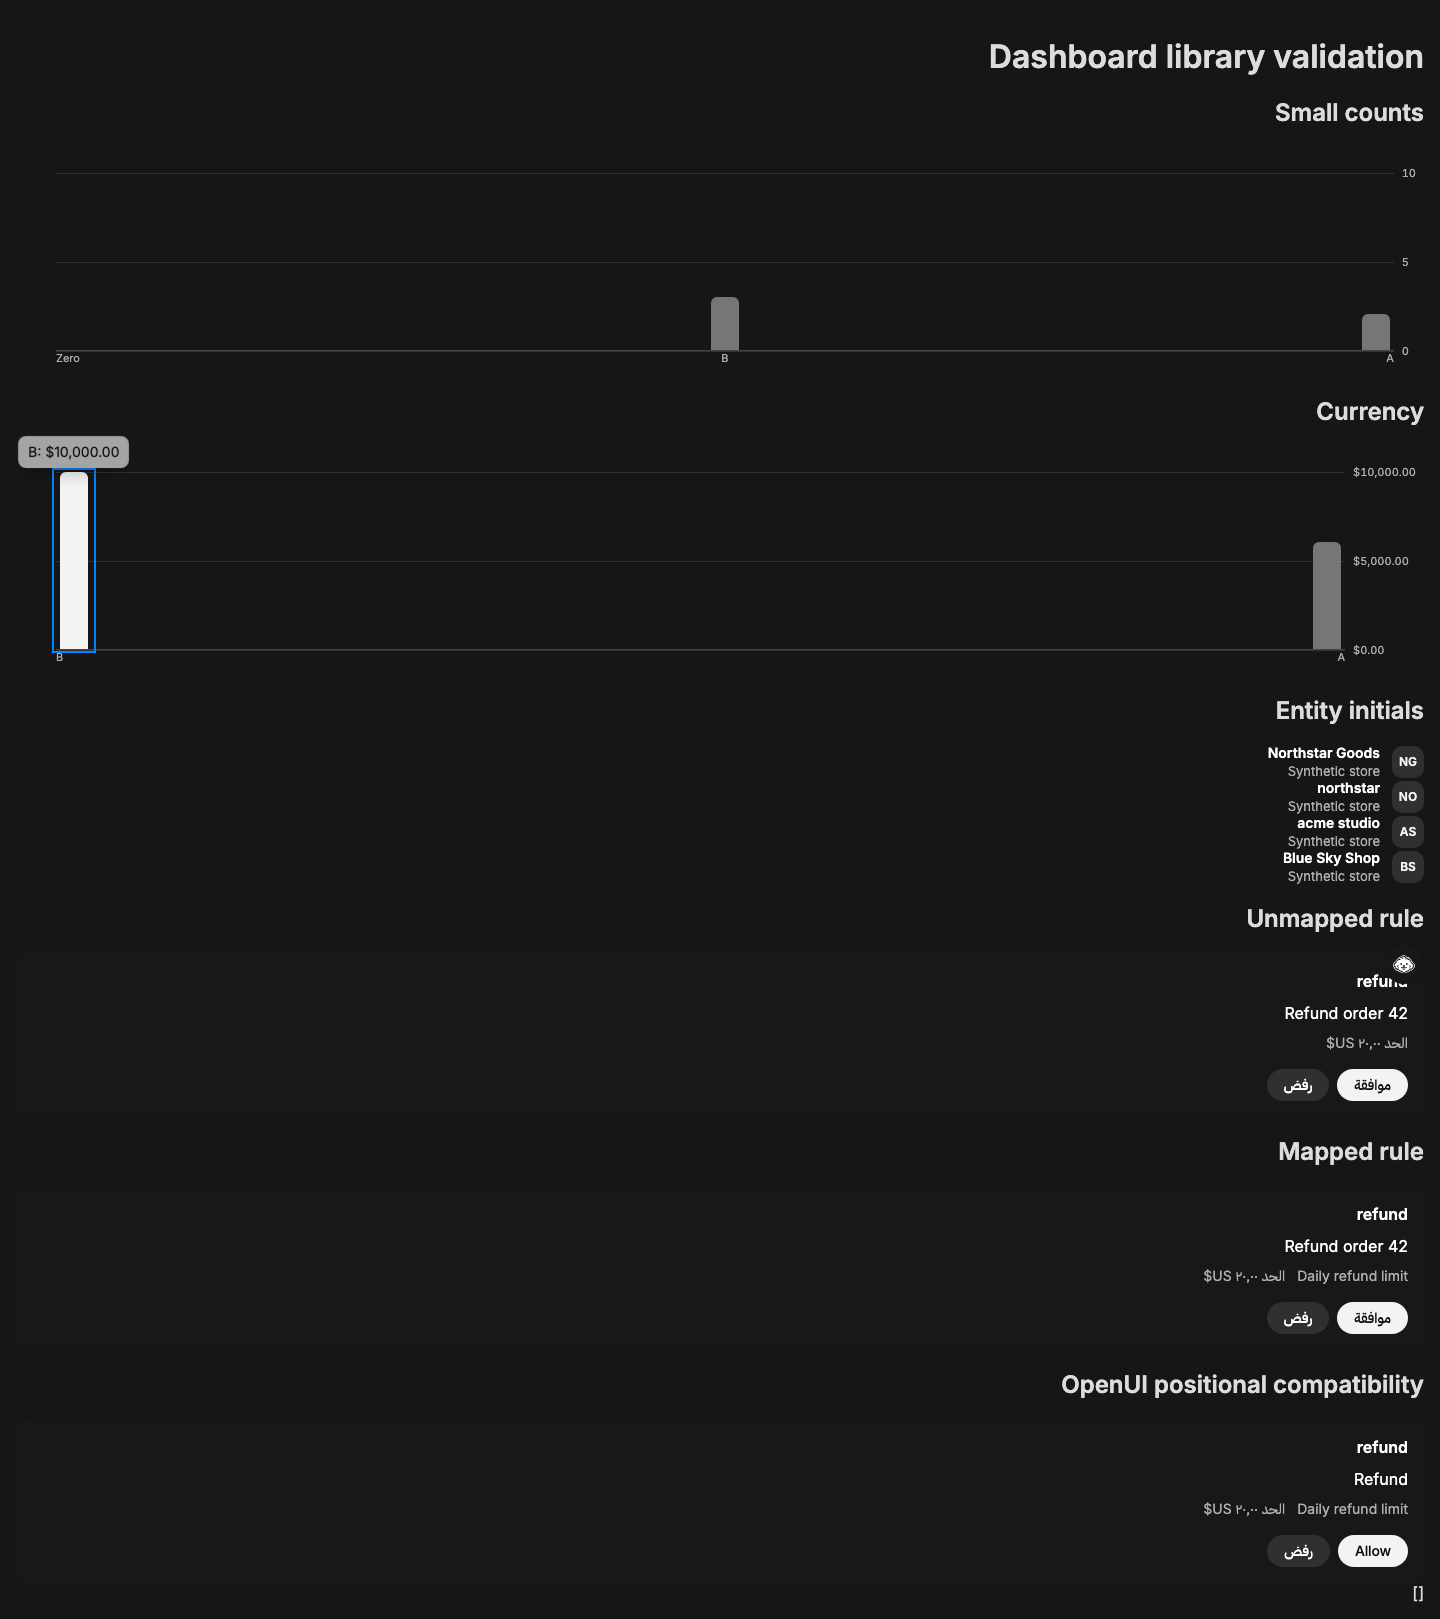 Dashboard library validation
Small counts
10
5
0
A
B
Zero
Currency
B: $10,000.00
$10,000.00
$5,000.00
$0.00
A
B
Entity initials
NG
Northstar Goods
Synthetic store
NO
northstar
Synthetic store
AS
acme studio
Synthetic store
BS
Blue Sky Shop
Synthetic store
Unmapped rule
refund
Refund order 42
الحد ٢٠٫٠٠ US$
موافقة
رفض
Mapped rule
refund
Refund order 42
Daily refund limit
الحد ٢٠٫٠٠ US$
موافقة
رفض
OpenUI positional compatibility
refund
Refund
Daily refund limit
الحد ٢٠٫٠٠ US$
Allow
رفض
[]